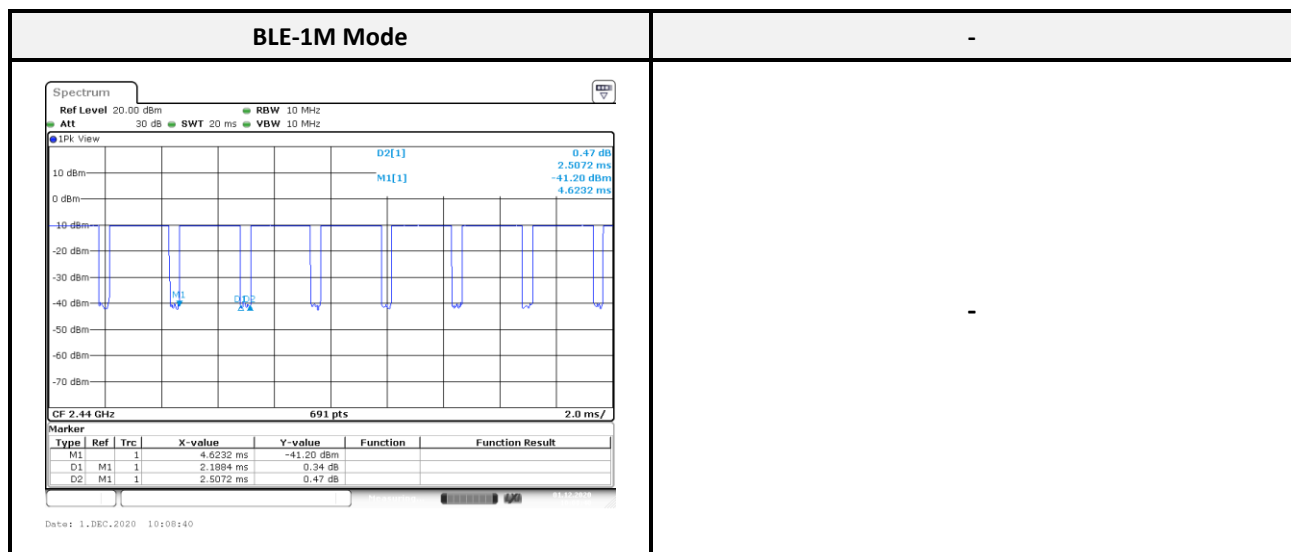 BLE-1M Mode -
Spectrum
Ref Level 20.00 dBm RBW 10 MHz
Att 30 dB SWT 20 ms VBW 10 MHz
1Pk View
D2[1] 0.47 dB
2.5072 ms
M1[1] -41.20 dBm
4.6232 ms
10 dBm
0 dBm
-10 dBm
-20 dBm
-30 dBm
M1
-40 dBm D1 D2
-50 dBm
-60 dBm
-70 dBm
-
CF 2.44 GHz 691 pts 2.0 ms/
Marker
Type Ref Trc X-value Y-value Function Function Result
M1 1 4.6232 ms -41.20 dBm
D1 M1 1 2.1884 ms 0.34 dB
D2 M1 1 2.5072 ms 0.47 dB
Measuring
Date: 1.DEC.2020 10:08:40